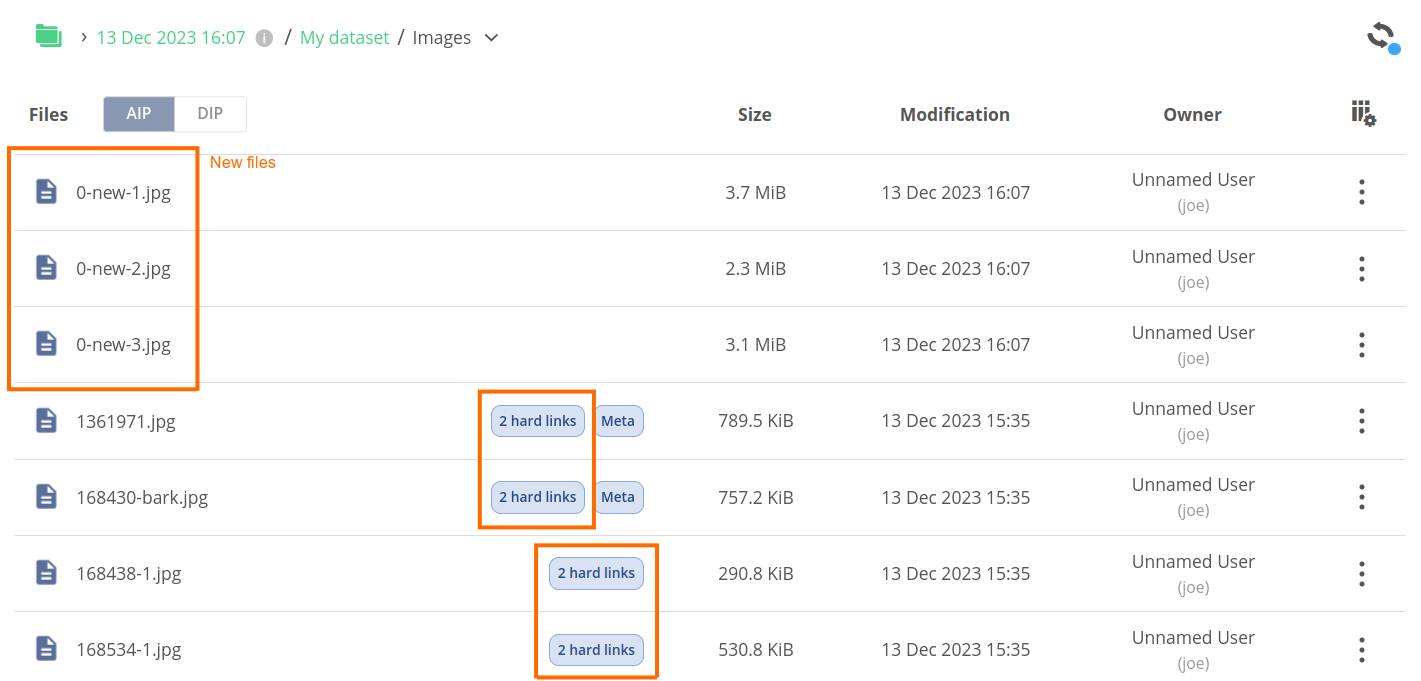 › 13 Dec 2023 16:07 i / My dataset / Images
Files AIP DIP Size Modification Owner
New files
0-new-1.jpg 3.7 MiB 13 Dec 2023 16:07 Unnamed User
(joe)
0-new-2.jpg 2.3 MiB 13 Dec 2023 16:07 Unnamed User
(joe)
0-new-3.jpg 3.1 MiB 13 Dec 2023 16:07 Unnamed User
(joe)
1361971.jpg 2 hard links Meta 789.5 KiB 13 Dec 2023 15:35 Unnamed User
(joe)
168430-bark.jpg 2 hard links Meta 757.2 KiB 13 Dec 2023 15:35 Unnamed User
(joe)
168438-1.jpg 2 hard links 290.8 KiB 13 Dec 2023 15:35 Unnamed User
(joe)
168534-1.jpg 2 hard links 530.8 KiB 13 Dec 2023 15:35 Unnamed User
(joe)